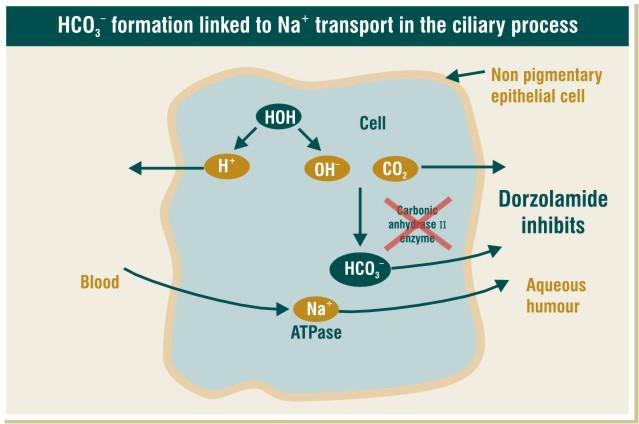 HCO₃⁻ formation linked to Na⁺ transport in the ciliary process
Non pigmentary
epithelial cell
HOH
Cell
H⁺
OH⁻
CO₂
Dorzolamide
inhibits
Carbonic
anhydrase II
enzyme
HCO₃⁻
Blood
Na⁺
ATPase
Aqueous
humour